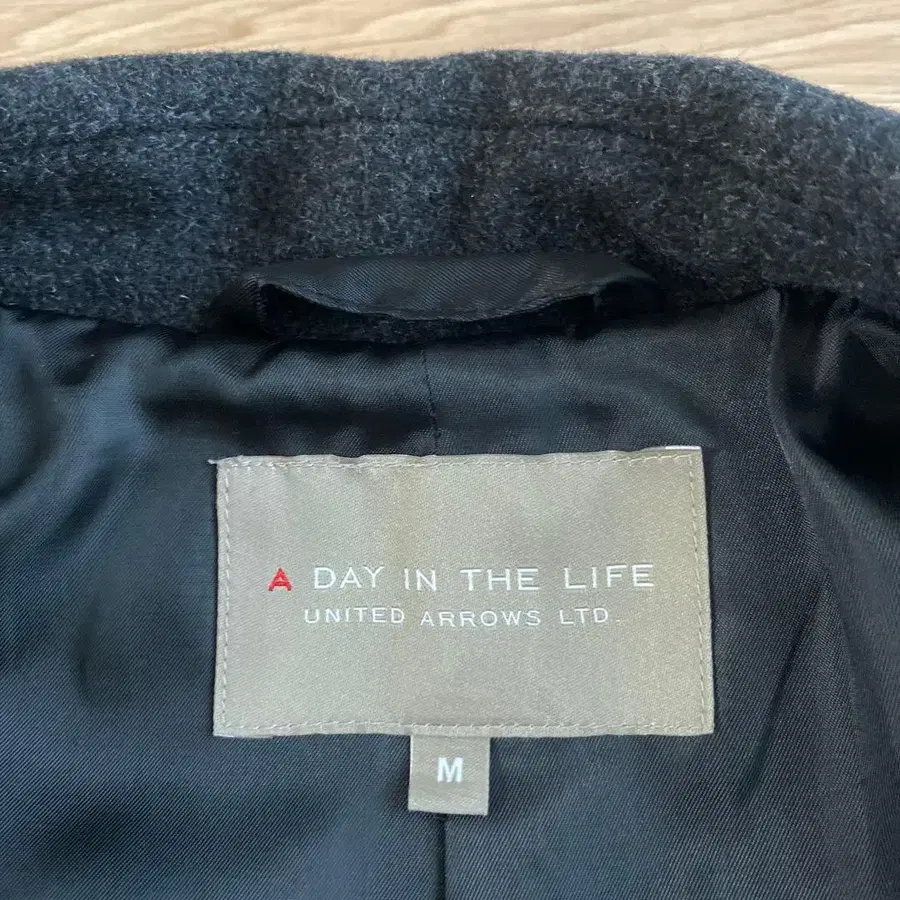 A DAY IN THE LIFE
UNITED ARROWS LTD.
M